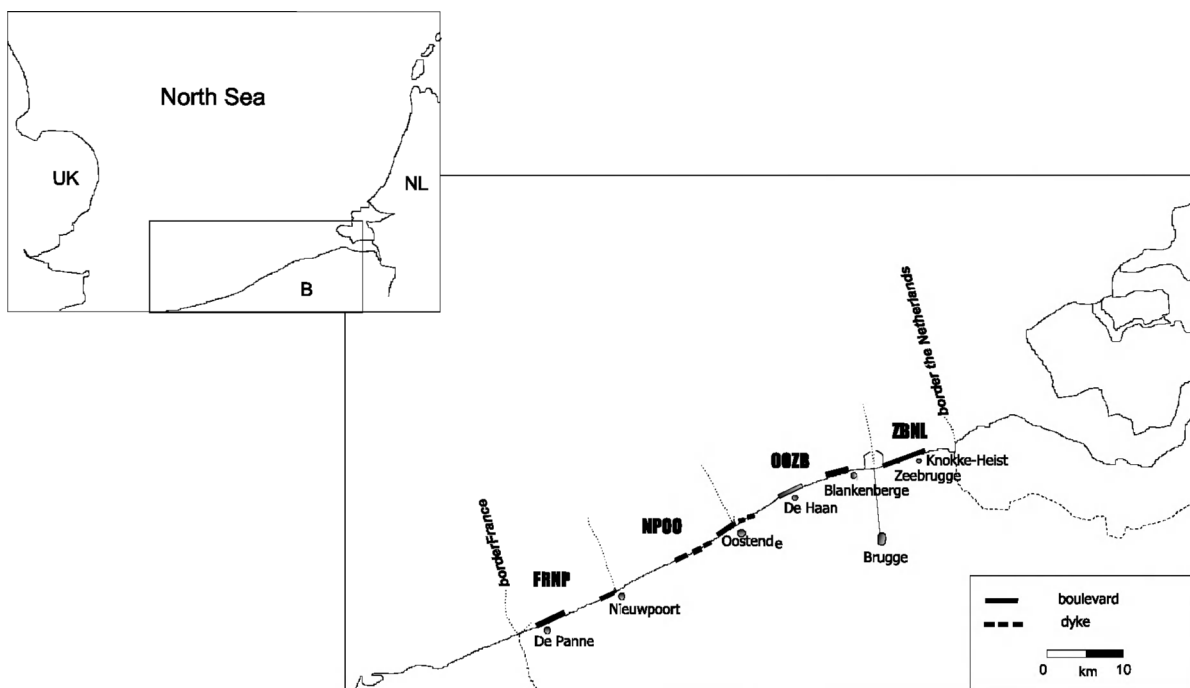 North Sea
UK
NL
B
border the Netherlands
ZBNL
OOZB
Knokke-Heist
Zeebrugge
Blankenberge
De Haan
NPOO
Oostende
Brugge
borderFrance
FRNP
Nieuwpoort
De Panne
boulevard
dyke
0 km 10